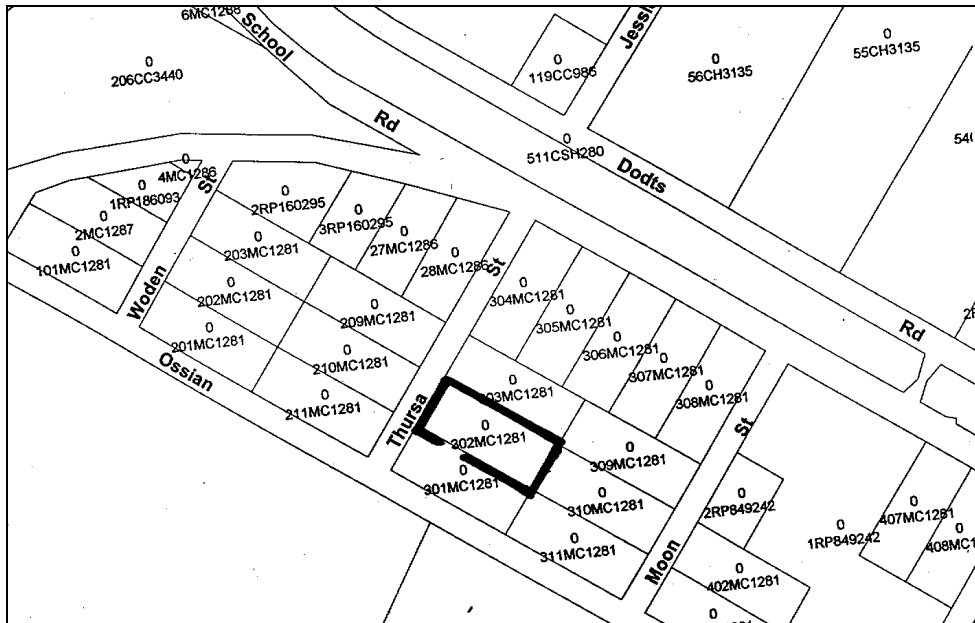 6MC1288
School
0
206CC3440
Rd
0
119CC985
0
56CH3135
0
55CH3135
0
511CSH280
Dodts
Rd
0
4MC1286
0
1RP186093
0
2MC1287
0
101MC1281
St
Woden
0
2RP160295
0
3RP160295
0
27MC1286
0
28MC1286
0
203MC1281
0
202MC1281
0
201MC1281
0
209MC1281
0
210MC1281
0
211MC1281
Ossian
St
Thursa
0
304MC1281
0
305MC1281
0
306MC1281
0
307MC1281
0
308MC1281
0
0
302MC1281
0
301MC1281
0
309MC1281
0
310MC1281
0
311MC1281
St
Moon
0
2RP849242
0
1RP849242
0
407MC1281
0
0
402MC1281
0